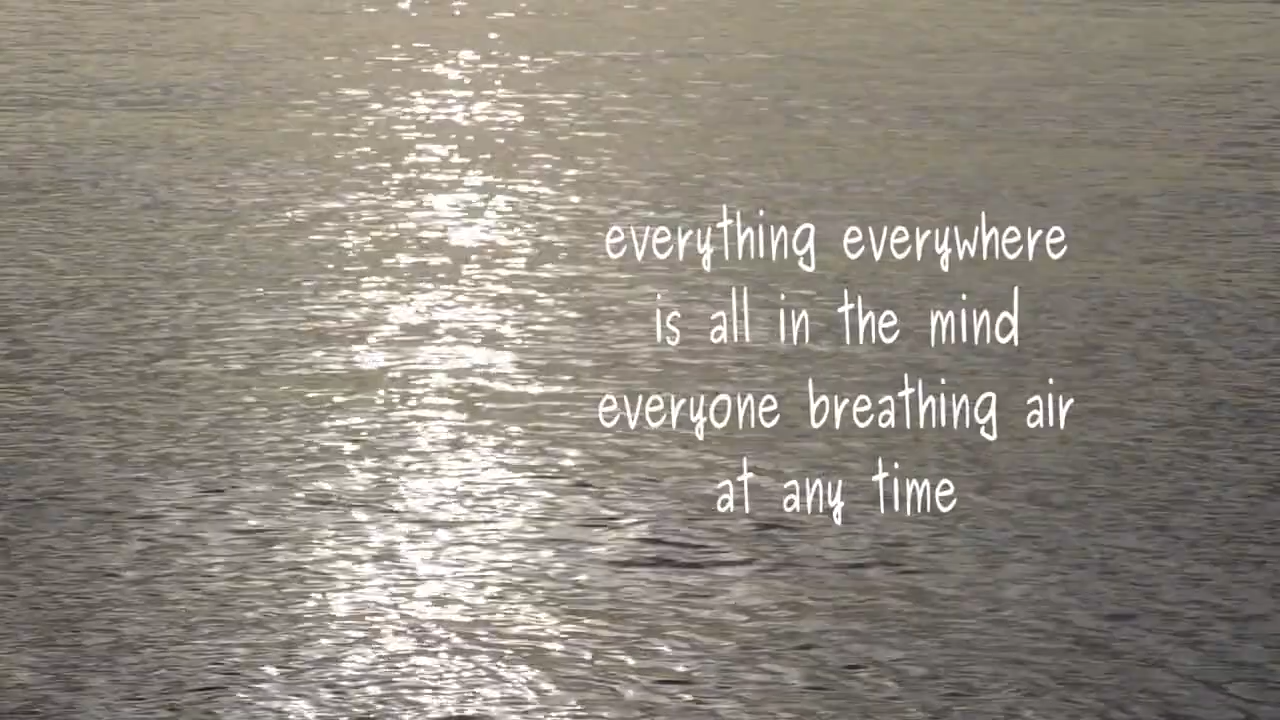 everything everywhere
is all in the mind
everyone breathing air
at any time